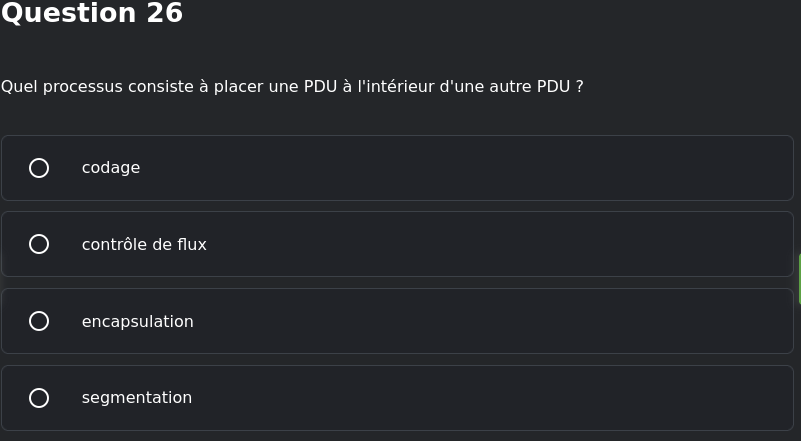 Question 26
Quel processus consiste à placer une PDU à l'intérieur d'une autre PDU ?
codage
contrôle de flux
encapsulation
segmentation